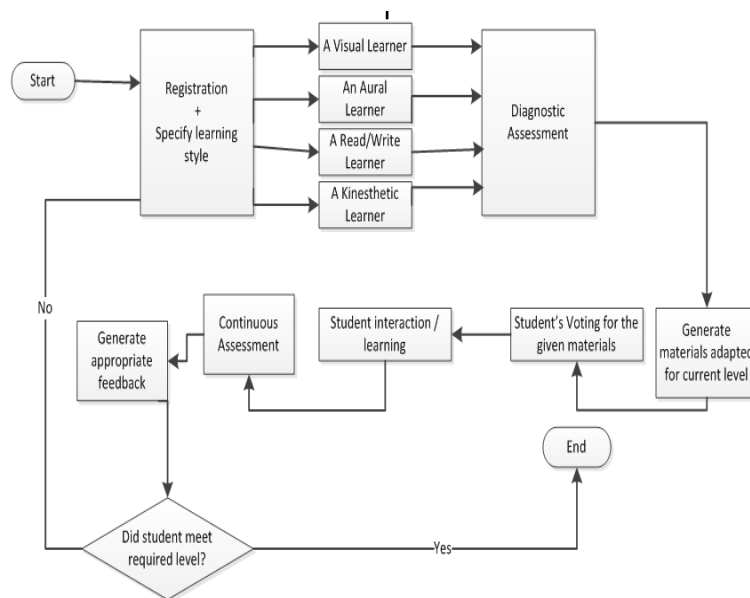 Start
Registration
+
Specify learning
style
A Visual Learner
An Aural
Learner
A Read/Write
Learner
A Kinesthetic
Learner
Diagnostic
Assessment
Generate
materials adapted
for current level
Student’s Voting for the
given materials
Student interaction /
learning
Continuous
Assessment
Generate
appropriate
feedback
Did student meet
required level?
No
Yes
End